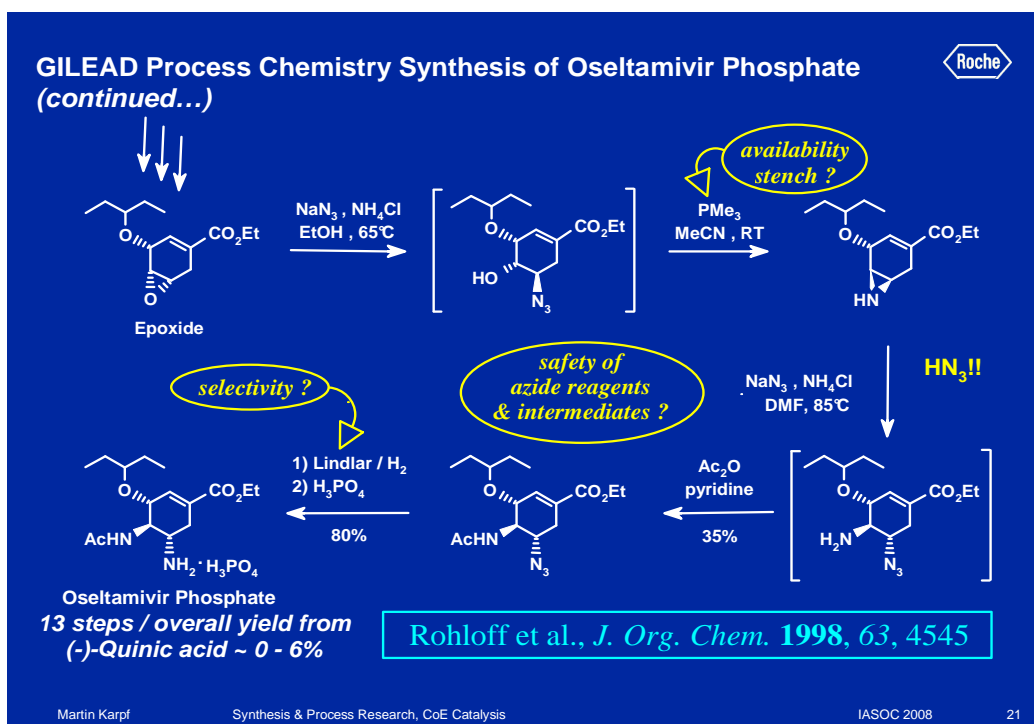 GILEAD Process Chemistry Synthesis of Oseltamivir Phosphate
(continued…)
Roche
availability
stench ?
NaN3 , NH4Cl
EtOH , 65°C
PMe3
MeCN , RT
O
CO2Et
O
Epoxide
O
CO2Et
HO
N3
O
CO2Et
HN
HN3!!
NaN3 , NH4Cl
DMF, 85°C
safety of
azide reagents
& intermediates ?
selectivity ?
1) Lindlar / H2
2) H3PO4
80%
Ac2O
pyridine
35%
O
CO2Et
AcHN
NH2· H3PO4
Oseltamivir Phosphate
O
CO2Et
AcHN
N3
O
CO2Et
H2N
N3
13 steps / overall yield from
(-)-Quinic acid ~ 0 - 6%
Rohloff et al., J. Org. Chem. 1998, 63, 4545
Martin Karpf Synthesis & Process Research, CoE Catalysis IASOC 2008 21